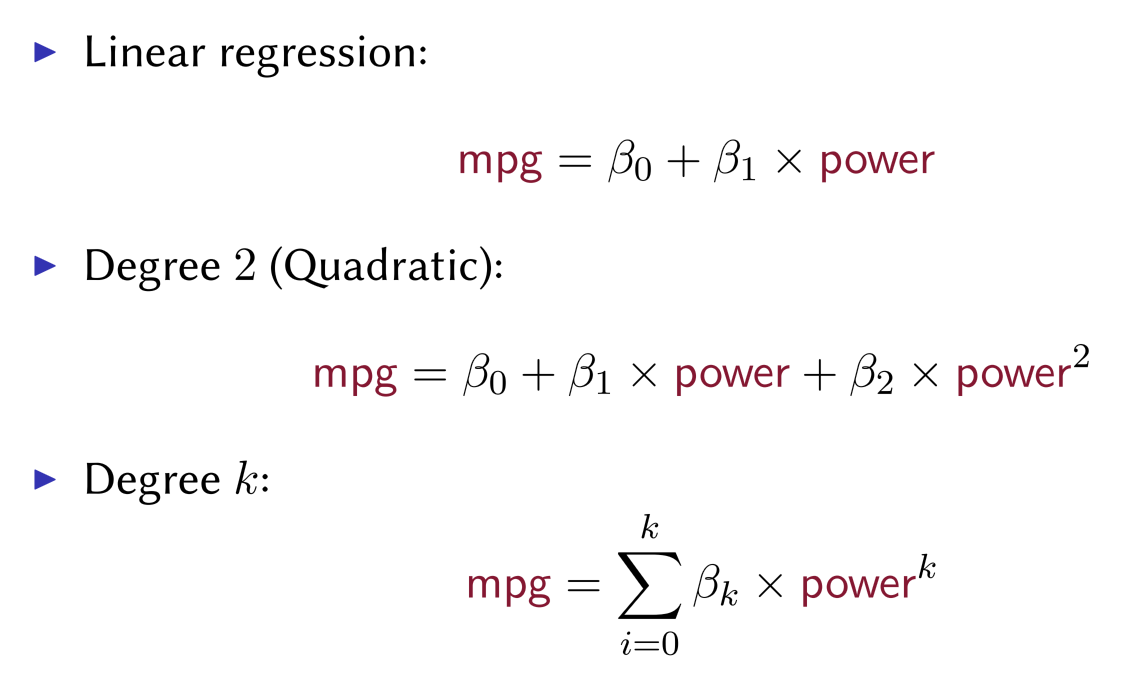 ▶ Linear regression:
mpg = β₀ + β₁ × power
▶ Degree 2 (Quadratic):
mpg = β₀ + β₁ × power + β₂ × power²
▶ Degree k:
mpg = ∑_{i=0}^{k} βₖ × powerᵏ